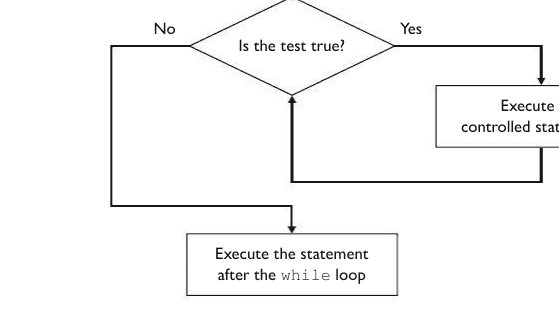 No
Yes
Is the test true?
Execute
controlled
Execute the statement
after the while loop